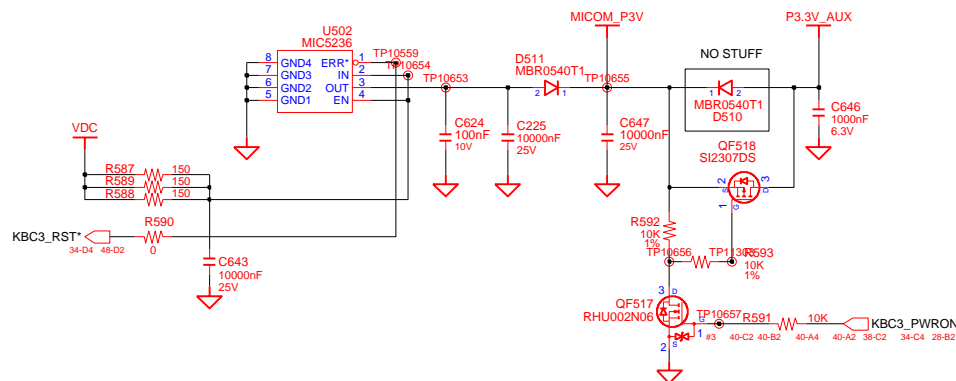 MICOM_P3V
P3.3V_AUX
U502
MIC5236
8 GND4 ERR* 1
7 GND3 IN 2
6 GND2 OUT 3
5 GND1 EN 4
TP10559
TP10654
TP10653
D511
MBR0540T1
2 1
TP10655
NO STUFF
1 2
MBR0540T1
D510
C624
100nF
10V
C225
10000nF
25V
C647
10000nF
25V
C646
1000nF
6.3V
VDC
R587 150
R589 150
R588 150
R590
0
KBC3_RST*
34-D4 48-D2
C643
10000nF
25V
QF518
SI2307DS
2 S D 3
1 G
R592
10K
1%
TP10656
R593
10K
1%
3 D
QF517
RHU002N06
TP10657
G
1
2 S
#3
R591
10K
KBC3_PWRON
40-C2 40-B2 40-A4 40-A2 38-C2 34-C4 28-B2